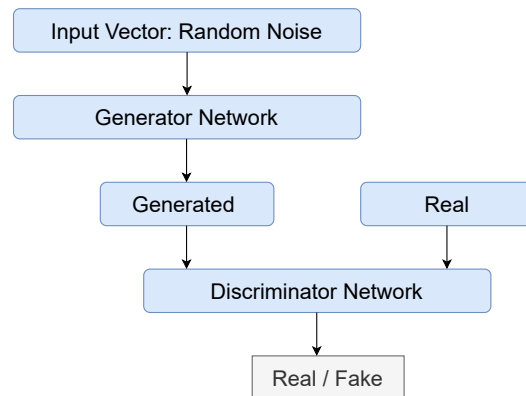 Input Vector: Random Noise
Generator Network
Generated
Real
Discriminator Network
Real / Fake